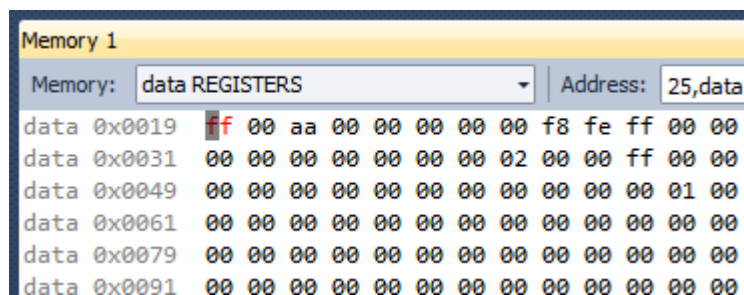 Memory 1
Memory: data REGISTERS Address: 25,data
data 0x0019 ff 00 aa 00 00 00 00 00 f8 fe ff 00 00
data 0x0031 00 00 00 00 00 00 00 02 00 00 ff 00 00
data 0x0049 00 00 00 00 00 00 00 00 00 00 00 01 00
data 0x0061 00 00 00 00 00 00 00 00 00 00 00 00 00
data 0x0079 00 00 00 00 00 00 00 00 00 00 00 00 00
data 0x0091 00 00 00 00 00 00 00 00 00 00 00 00 00